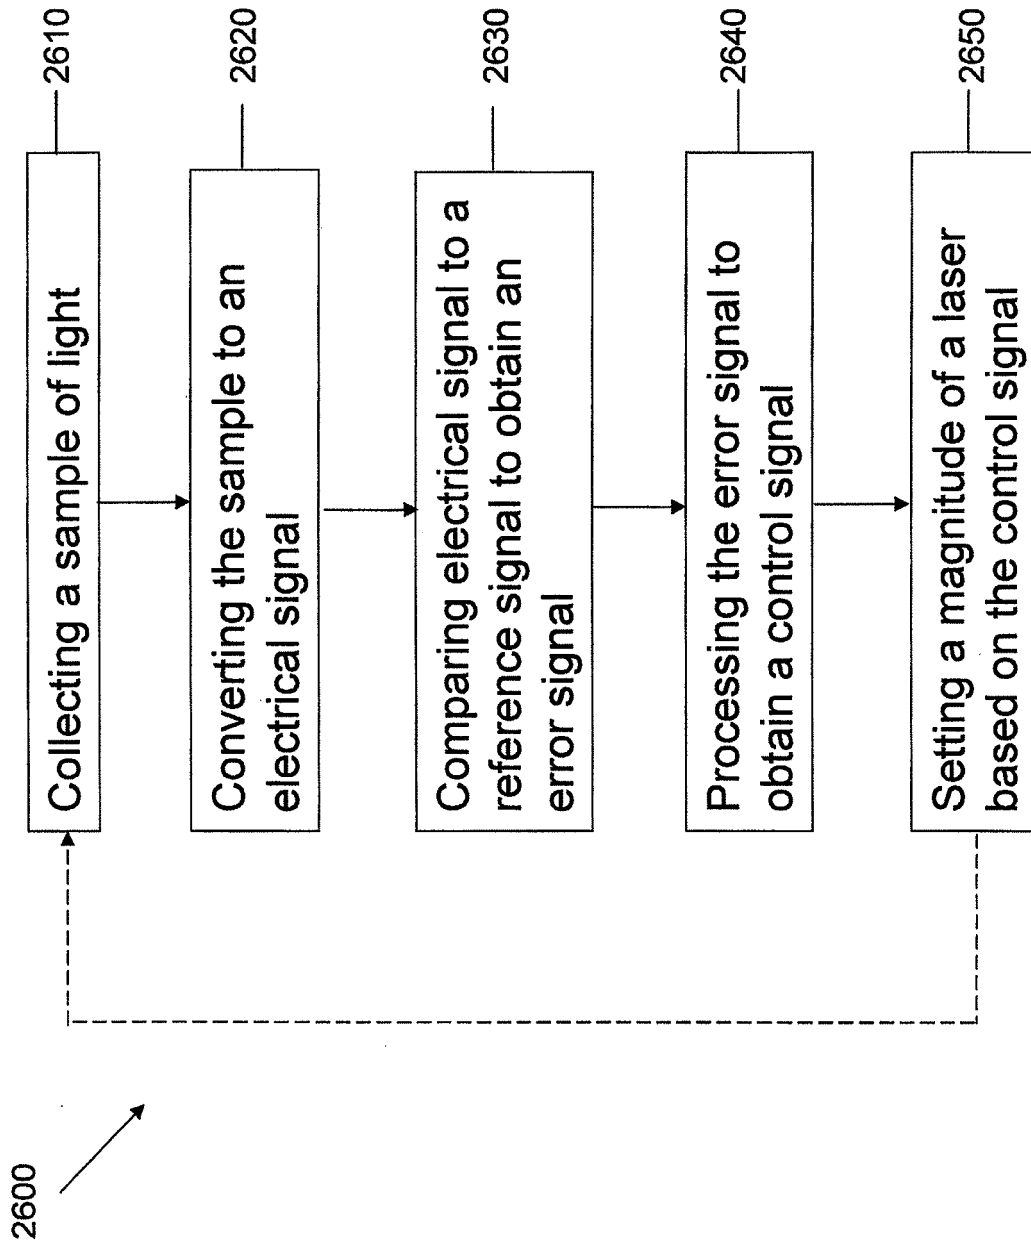 2600
Collecting a sample of light
2610
Converting the sample to an
electrical signal
2620
Comparing electrical signal to a
reference signal to obtain an
error signal
2630
Processing the error signal to
obtain a control signal
2640
Setting a magnitude of a laser
based on the control signal
2650